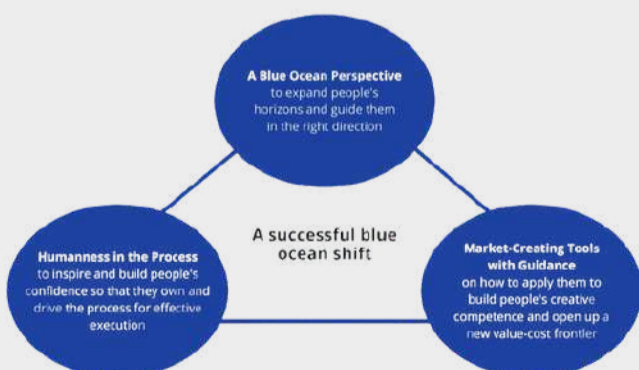 A Blue Ocean Perspective
to expand people's
horizons and guide them
in the right direction
A successful blue
ocean shift
Humanness in the Process
to inspire and build people's
confidence so that they own and
drive the process for effective
execution
Market-Creating Tools
with Guidance
on how to apply them to
build people's creative
competence and open up a
new value-cost frontier